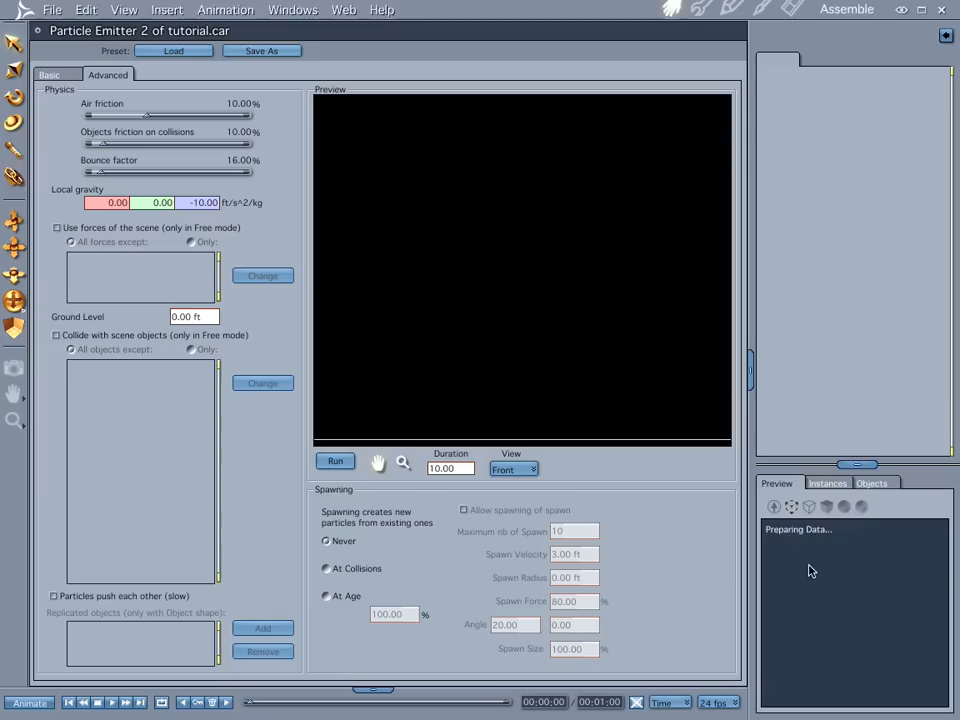 File Edit View Insert Animation Windows Web Help Assemble
Particle Emitter 2 of tutorial.car
Preset: Load Save As
Basic Advanced
Physics
Air friction 10.00%
Objects friction on collisions 10.00%
Bounce factor 16.00%
Local gravity
0.00 0.00 -10.00 ft/s^2/kg
Use forces of the scene (only in Free mode)
All forces except: Only:
Change
Ground Level 0.00 ft
Collide with scene objects (only in Free mode)
All objects except: Only:
Change
Particles push each other (slow)
Replicated objects (only with Object shape):
Add
Remove
Preview
Run
Duration
10.00
View
Front
Spawning
Spawning creates new
particles from existing ones
Never
At Collisions
At Age
100.00 %
Allow spawning of spawn
Maximum nb of Spawn 10
Spawn Velocity 3.00 ft
Spawn Radius 0.00 ft
Spawn Force 80.00 %
Angle 20.00 0.00
Spawn Size 100.00 %
Preview Instances Objects
Preparing Data...
Animate 00:00:00 / 00:01:00 Time 24 fps